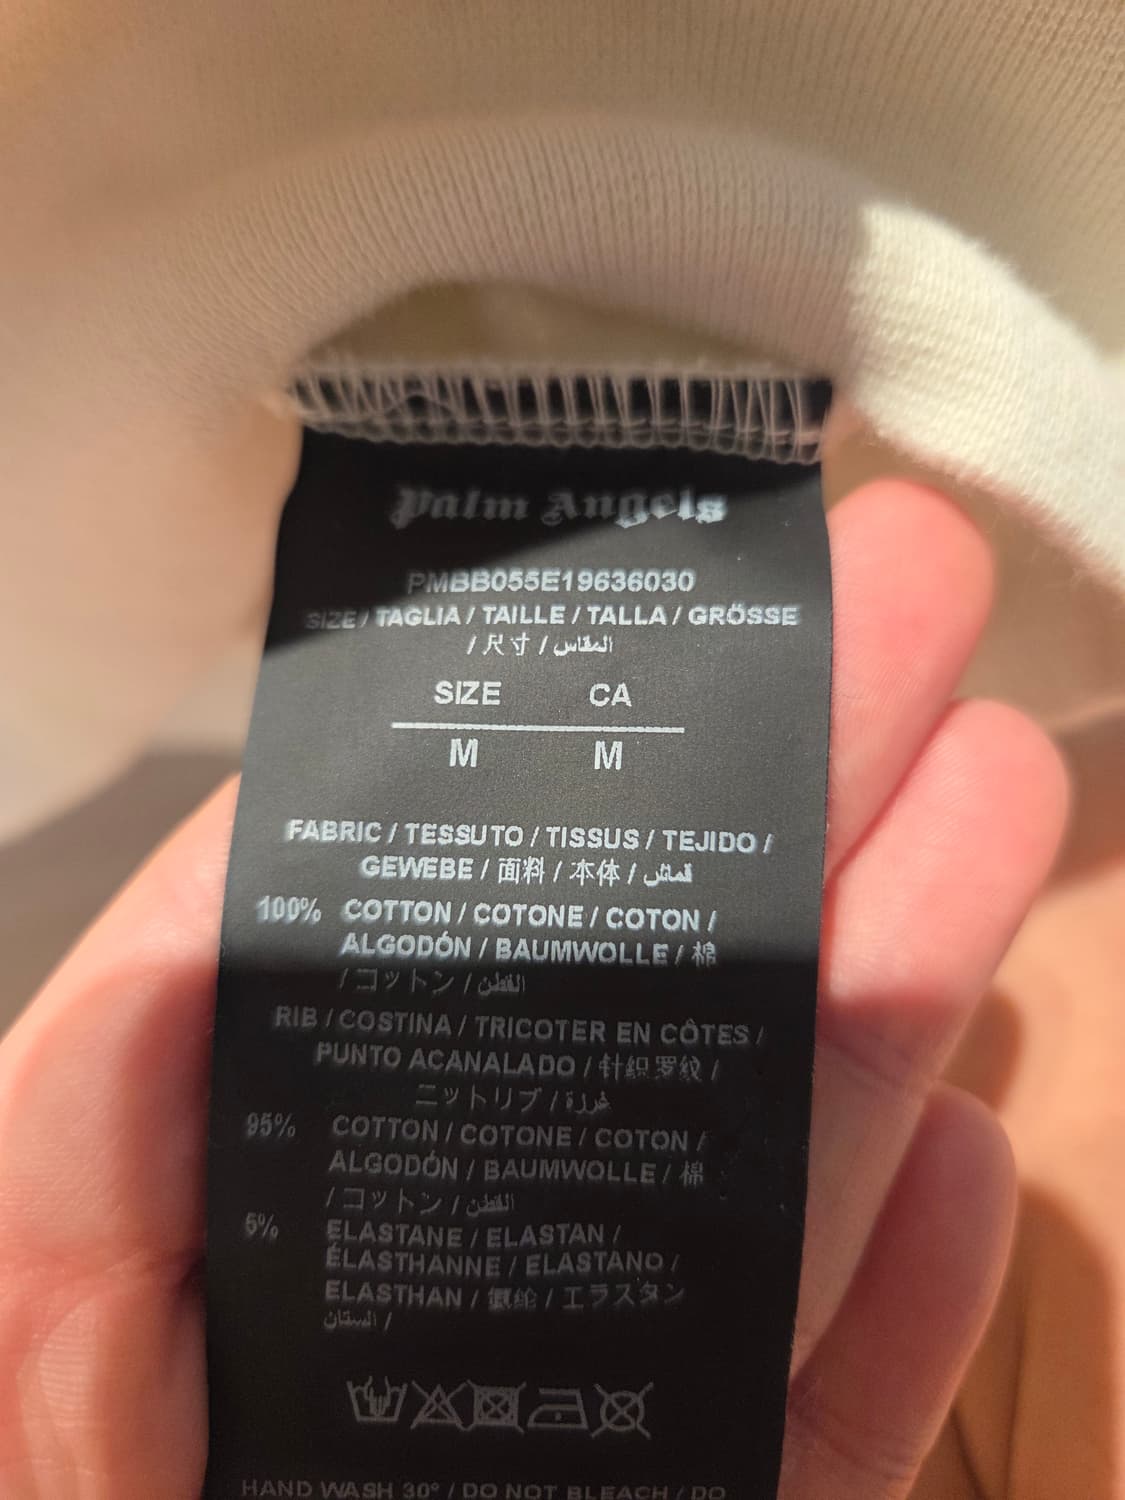 Palm Angels
PMBB055E19636030
SIZE / TAGLIA / TAILLE / TALLA / GRÖSSE
/ 尺寸 / المقاس
SIZE CA
M M
FABRIC / TESSUTO / TISSUS / TEJIDO /
GEWEBE / 面料 / 本体 / قماش
100% COTTON / COTONE / COTON /
ALGODÓN / BAUMWOLLE / 棉
/ コットン / القطن
RIB / COSTINA / TRICOTER EN CÔTES /
PUNTO ACANALADO / 针织罗纹 /
ニットリブ / غرزة
95% COTTON / COTONE / COTON /
ALGODÓN / BAUMWOLLE / 棉
/ コットン / القطن
5% ELASTANE / ELASTAN /
ÉLASTHANNE / ELASTANO /
ELASTHAN / 氨纶 / エラスタン
الستان /
HAND WASH 30° / DO NOT BLEACH / DO